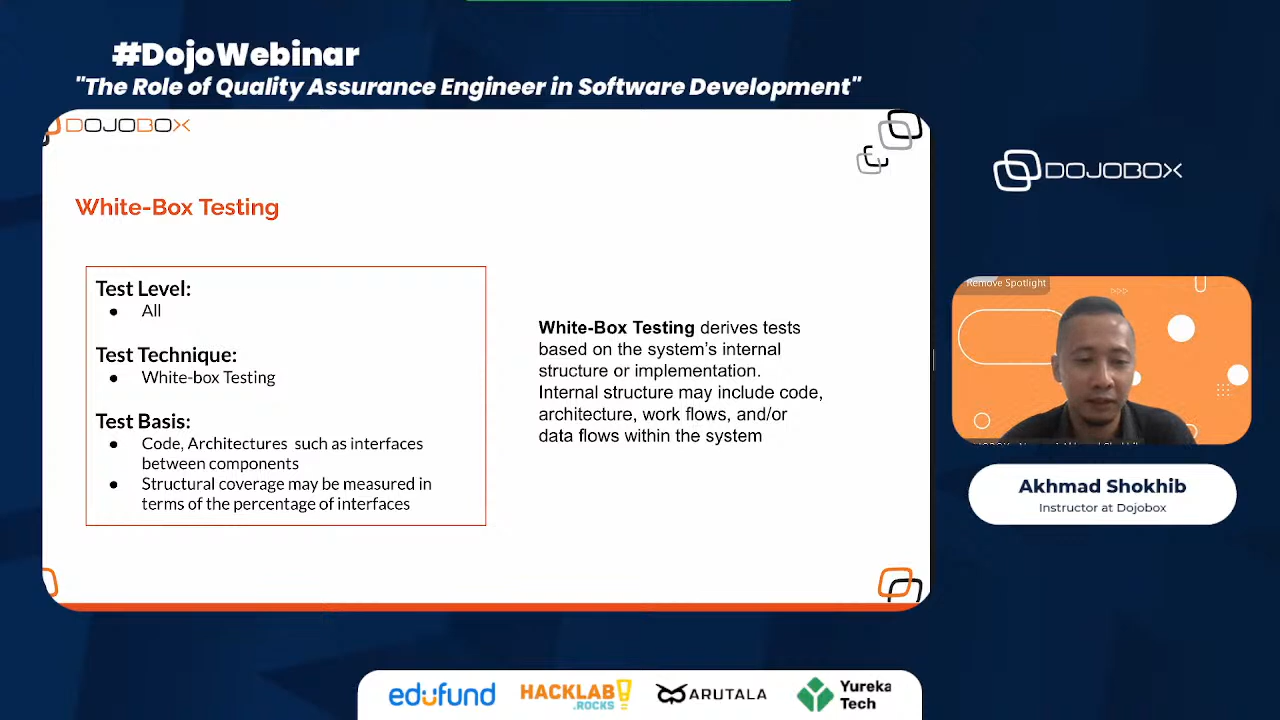 #DojoWebinar
"The Role of Quality Assurance Engineer in Software Development"
DOJOBOX
White-Box Testing
Test Level:
● All
Test Technique:
● White-box Testing
Test Basis:
● Code, Architectures such as interfaces
between components
● Structural coverage may be measured in
terms of the percentage of interfaces
White-Box Testing derives tests
based on the system's internal
structure or implementation.
Internal structure may include code,
architecture, work flows, and/or
data flows within the system
DOJOBOX
Remove Spotlight
Akhmad Shokhib
Instructor at Dojobox
edufund
HACKLAB!
.ROCKS
ARUTALA
Yureka
Tech